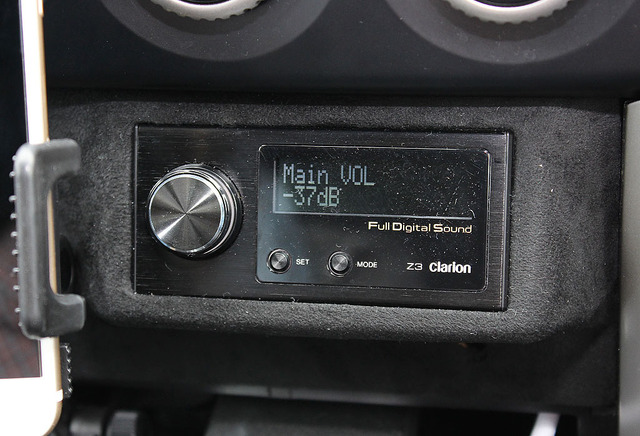 Main VOL
-37dB
Full Digital Sound
SET
MODE
Z3 Clarion